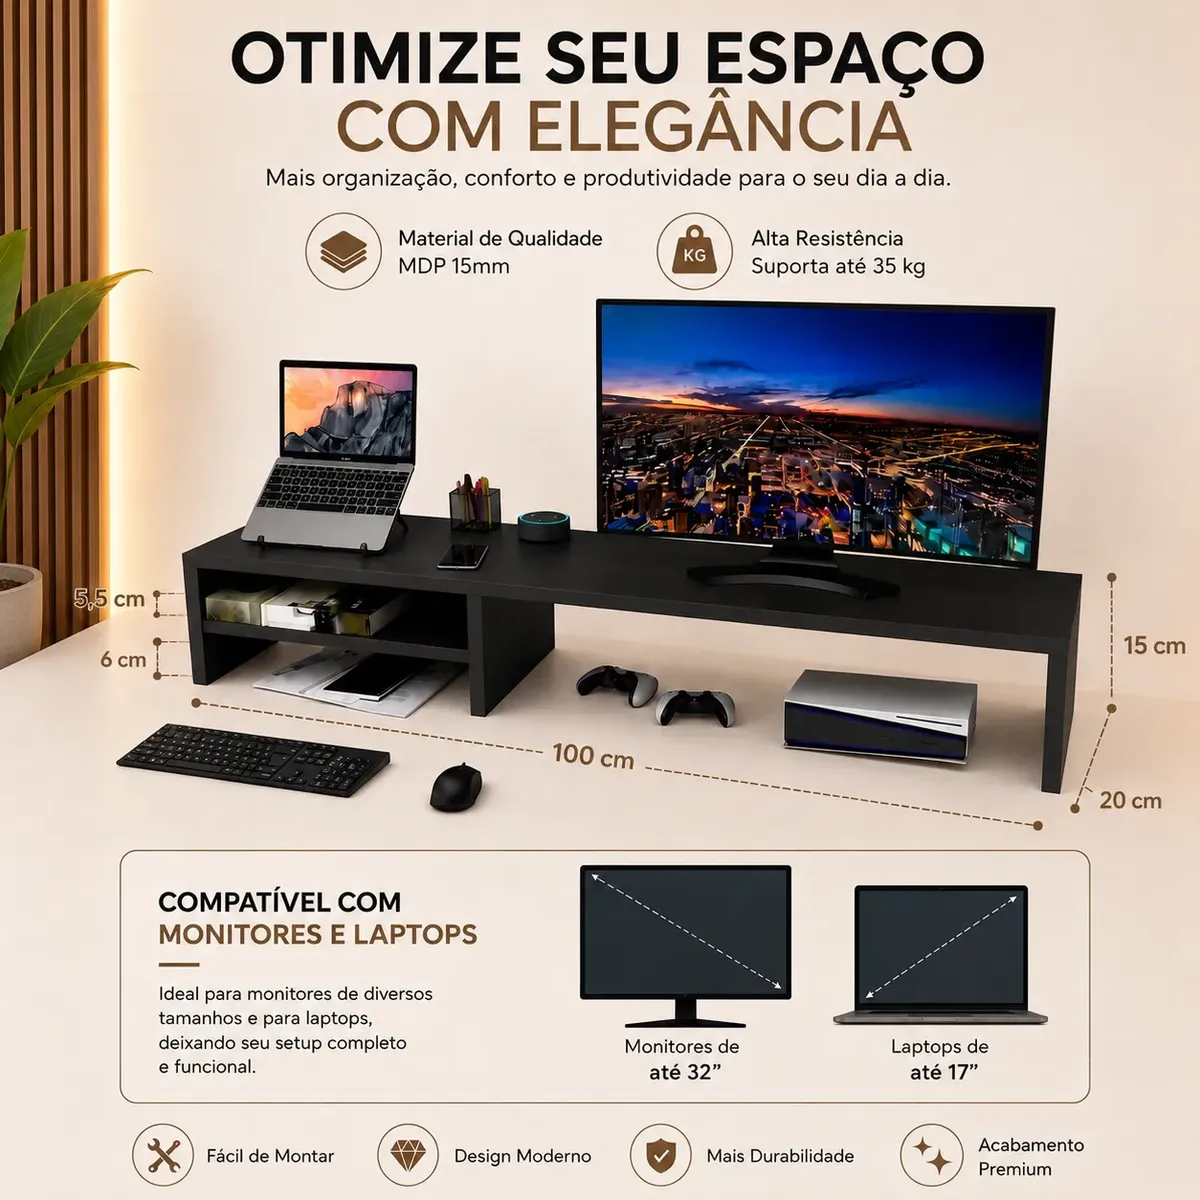 OTIMIZE SEU ESPAÇO
COM ELEGÂNCIA
Mais organização, conforto e produtividade para o seu dia a dia.
Material de Qualidade
MDP 15mm
KG
Alta Resistência
Suporta até 35 kg
5,5 cm
6 cm
15 cm
100 cm
20 cm
COMPATÍVEL COM
MONITORES E LAPTOPS
Ideal para monitores de diversos
tamanhos e para laptops,
deixando seu setup completo
e funcional.
Monitores de
até 32”
Laptops de
até 17”
Fácil de Montar
Design Moderno
Mais Durabilidade
Acabamento
Premium